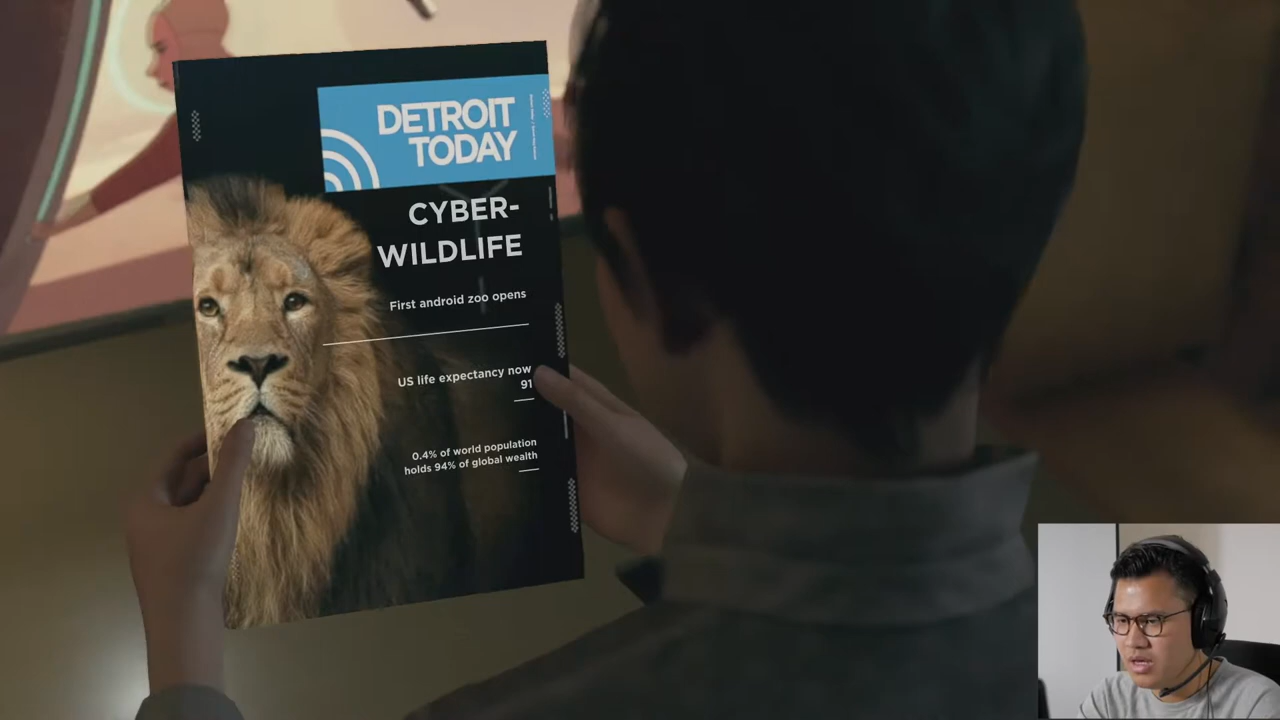 DETROIT
TODAY
CYBER-
WILDLIFE
First android zoo opens
US life expectancy now
91
0.4% of world population
holds 94% of global wealth